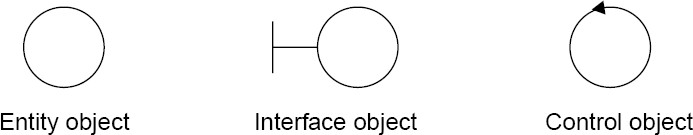 Entity object
Interface object
Control object